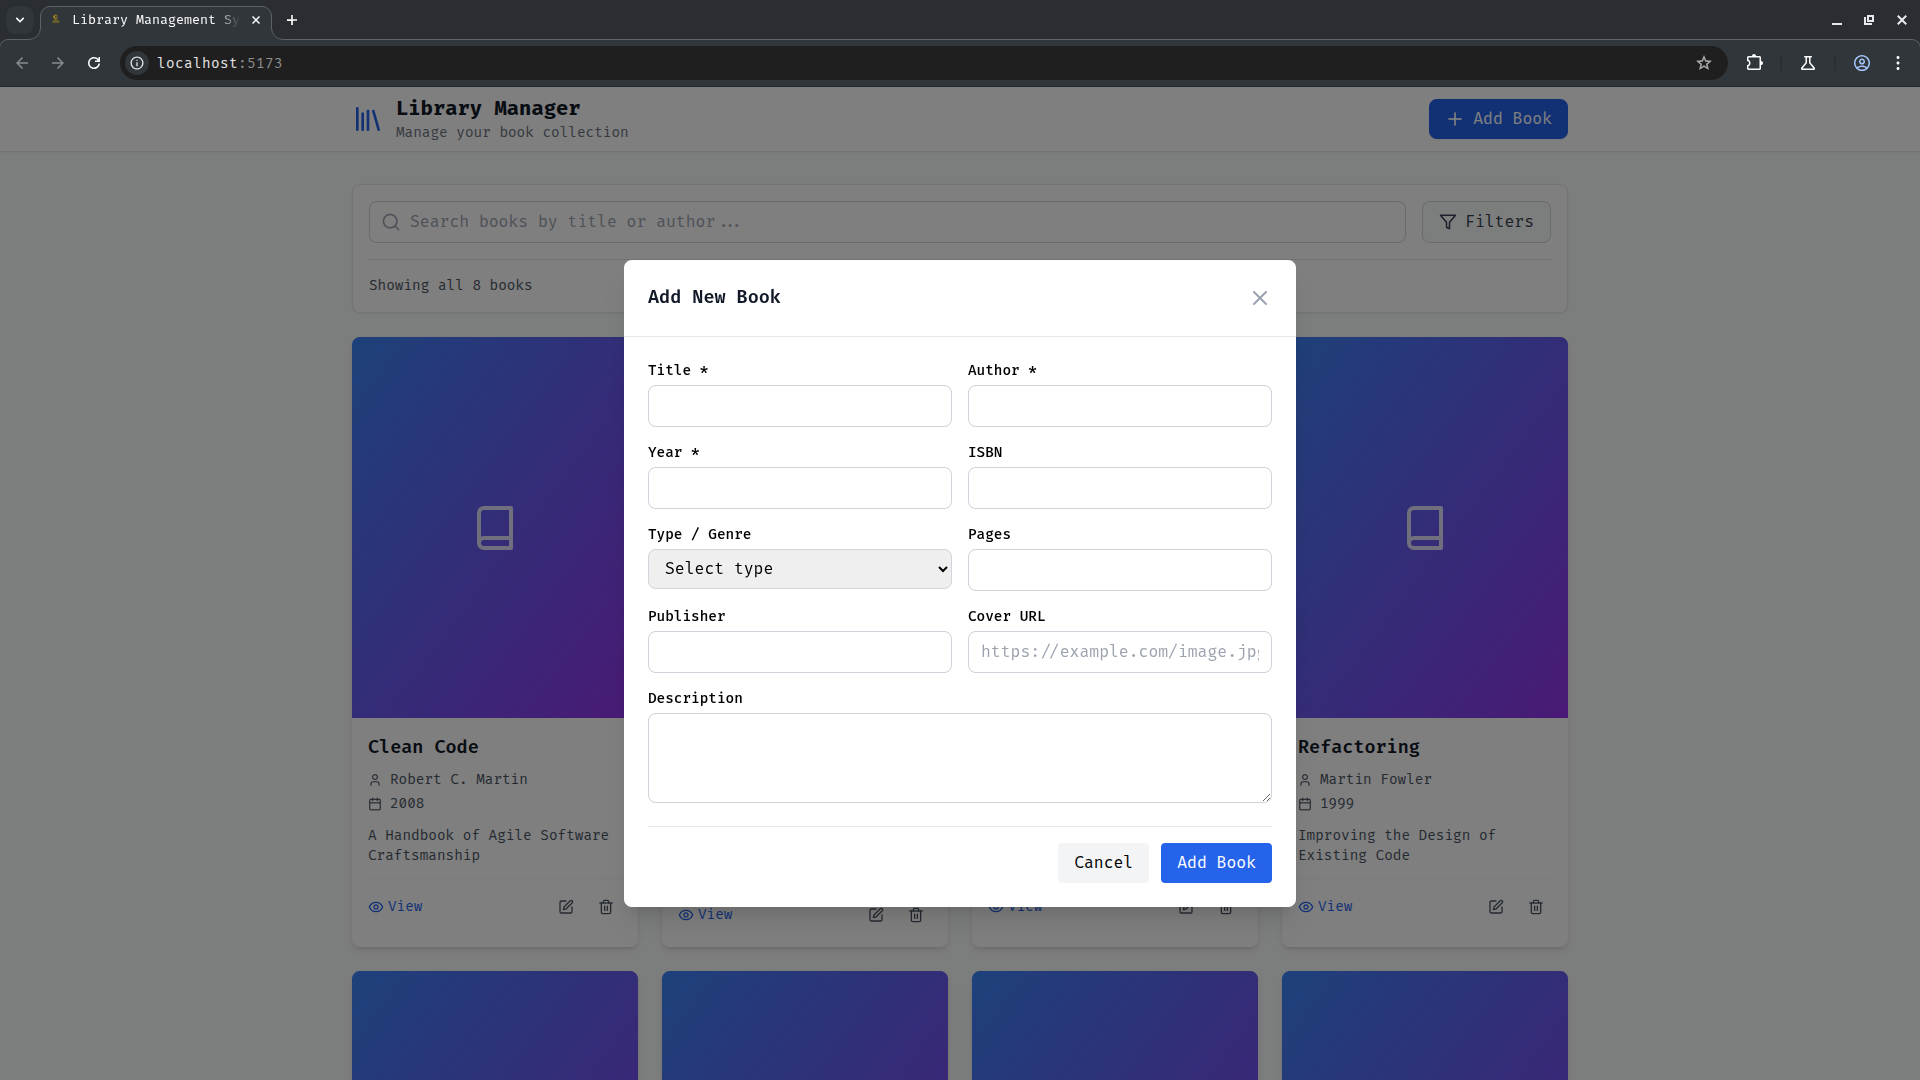 Library Management Sy
localhost:5173
Library Manager
Manage your book collection
Add Book
Search books by title or author...
Filters
Showing all 8 books
Add New Book
Title *
Author *
Year *
ISBN
Type / Genre
Pages
Select type
Publisher
Cover URL
https://example.com/image.jpg
Description
Cancel
Add Book
Clean Code
Robert C. Martin
2008
A Handbook of Agile Software
Craftsmanship
View
View
View
Refactoring
Martin Fowler
1999
Improving the Design of
Existing Code
View